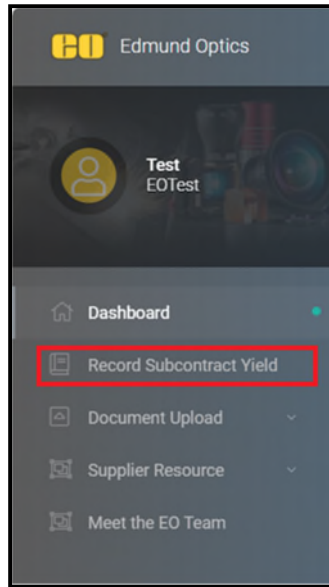 EO Edmund Optics
Test
EOTest
Dashboard
Record Subcontract Yield
Document Upload
Supplier Resource
Meet the EO Team